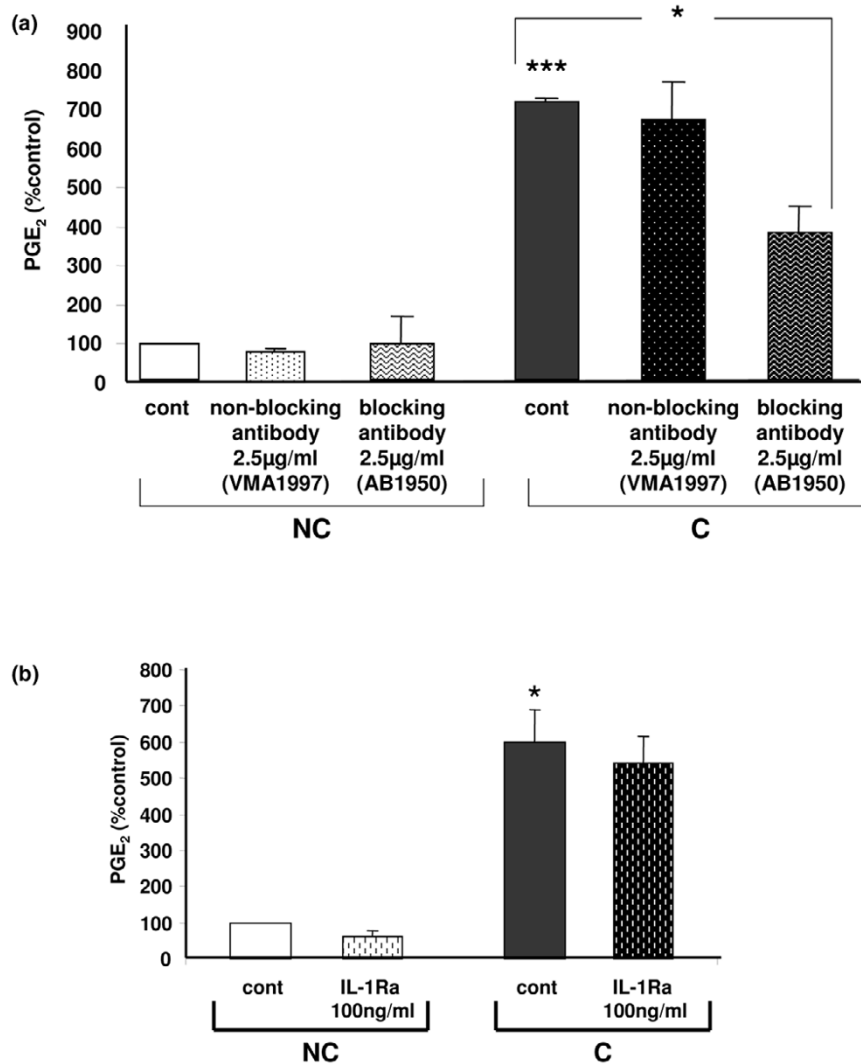 (a)
PGE₂ (%control)
900
800
700
600
500
400
300
200
100
0
*
***
cont
non-blocking
antibody
2.5µg/ml
(VMA1997)
blocking
antibody
2.5µg/ml
(AB1950)
cont
non-blocking
antibody
2.5µg/ml
(VMA1997)
blocking
antibody
2.5µg/ml
(AB1950)
NC
C
(b)
PGE₂ (%control)
800
700
600
500
400
300
200
100
0
*
cont
IL-1Ra
100ng/ml
cont
IL-1Ra
100ng/ml
NC
C